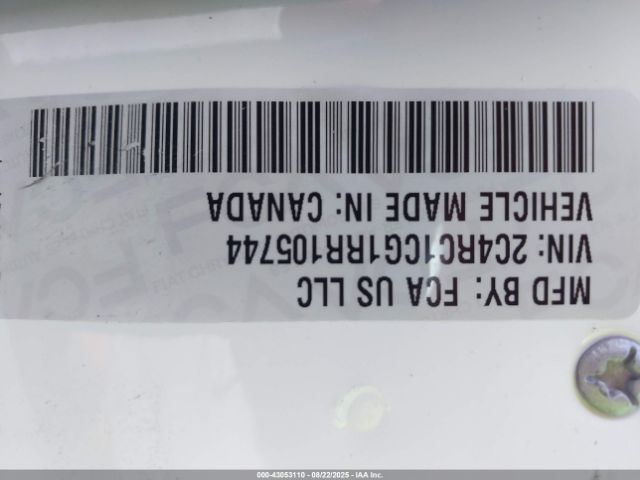 MFD BY: FCA US LLC
VIN: 2C4RC1CG1RR105744
VEHICLE MADE IN: CANADA
000-43053110 - 08/22/2025 - IAA Inc.